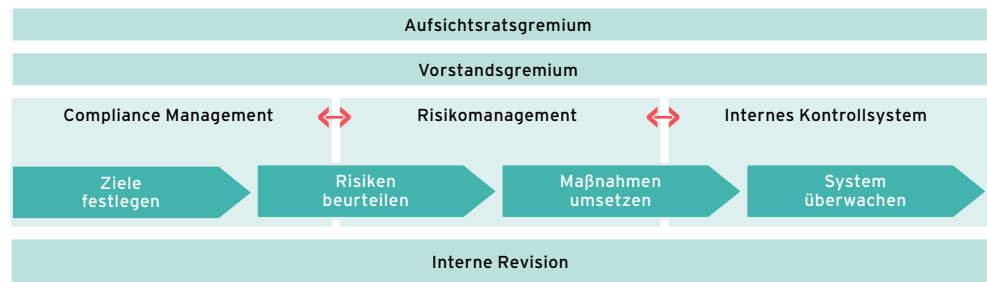 Aufsichtsratsgremium
Vorstandsgremium
Compliance Management
Risikomanagement
Internes Kontrollsystem
Ziele
festlegen
Risiken
beurteilen
Maßnahmen
umsetzen
System
überwachen
Interne Revision